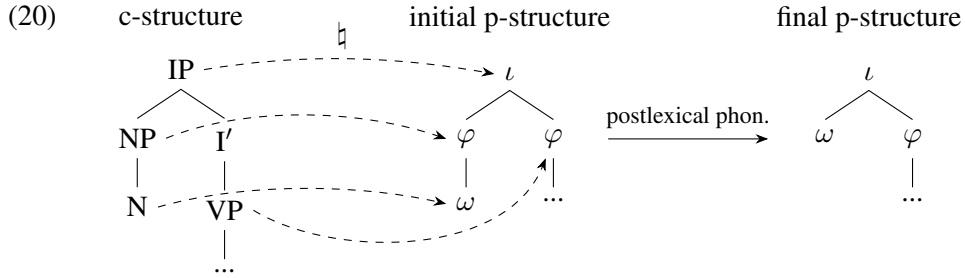 (20) c-structure initial p-structure final p-structure
♮
IP ι ι
NP I′ φ φ postlexical phon. ω φ
N VP ω ... ...
...